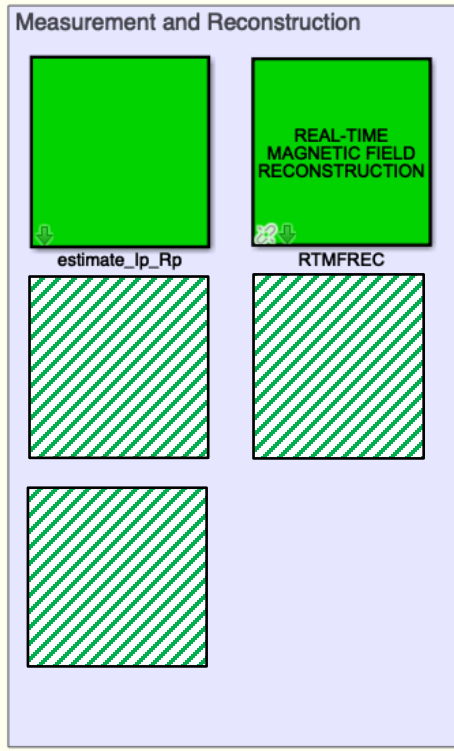 Measurement and Reconstruction
REAL-TIME
MAGNETIC FIELD
RECONSTRUCTION
estimate_Ip_Rp
RTMFREC